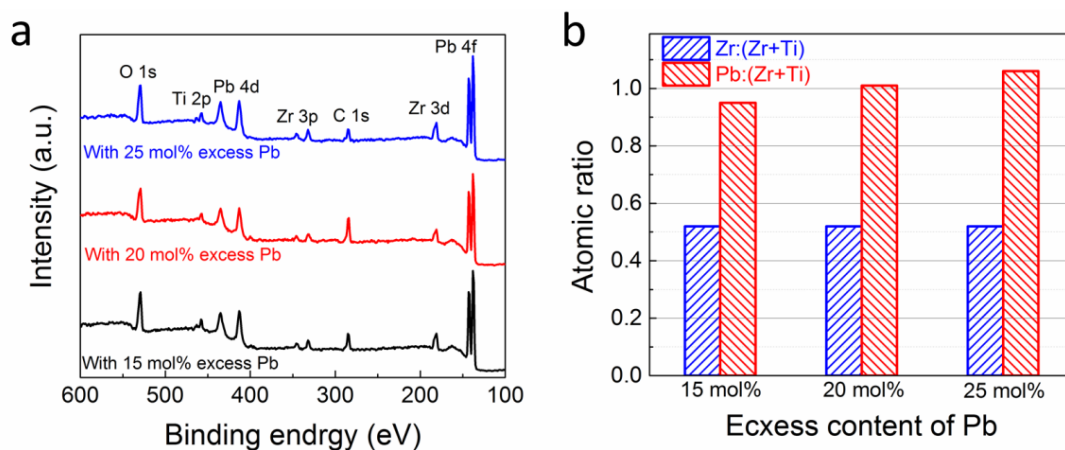 a
Intensity (a.u.)
O 1s
Ti 2p
Pb 4d
Zr 3p
C 1s
Zr 3d
Pb 4f
With 25 mol% excess Pb
With 20 mol% excess Pb
With 15 mol% excess Pb
600
500
400
300
200
100
Binding endrgy (eV)
b
Atomic ratio
Zr:(Zr+Ti)
Pb:(Zr+Ti)
1.0
0.8
0.6
0.4
0.2
0.0
15 mol%
20 mol%
25 mol%
Ecxess content of Pb